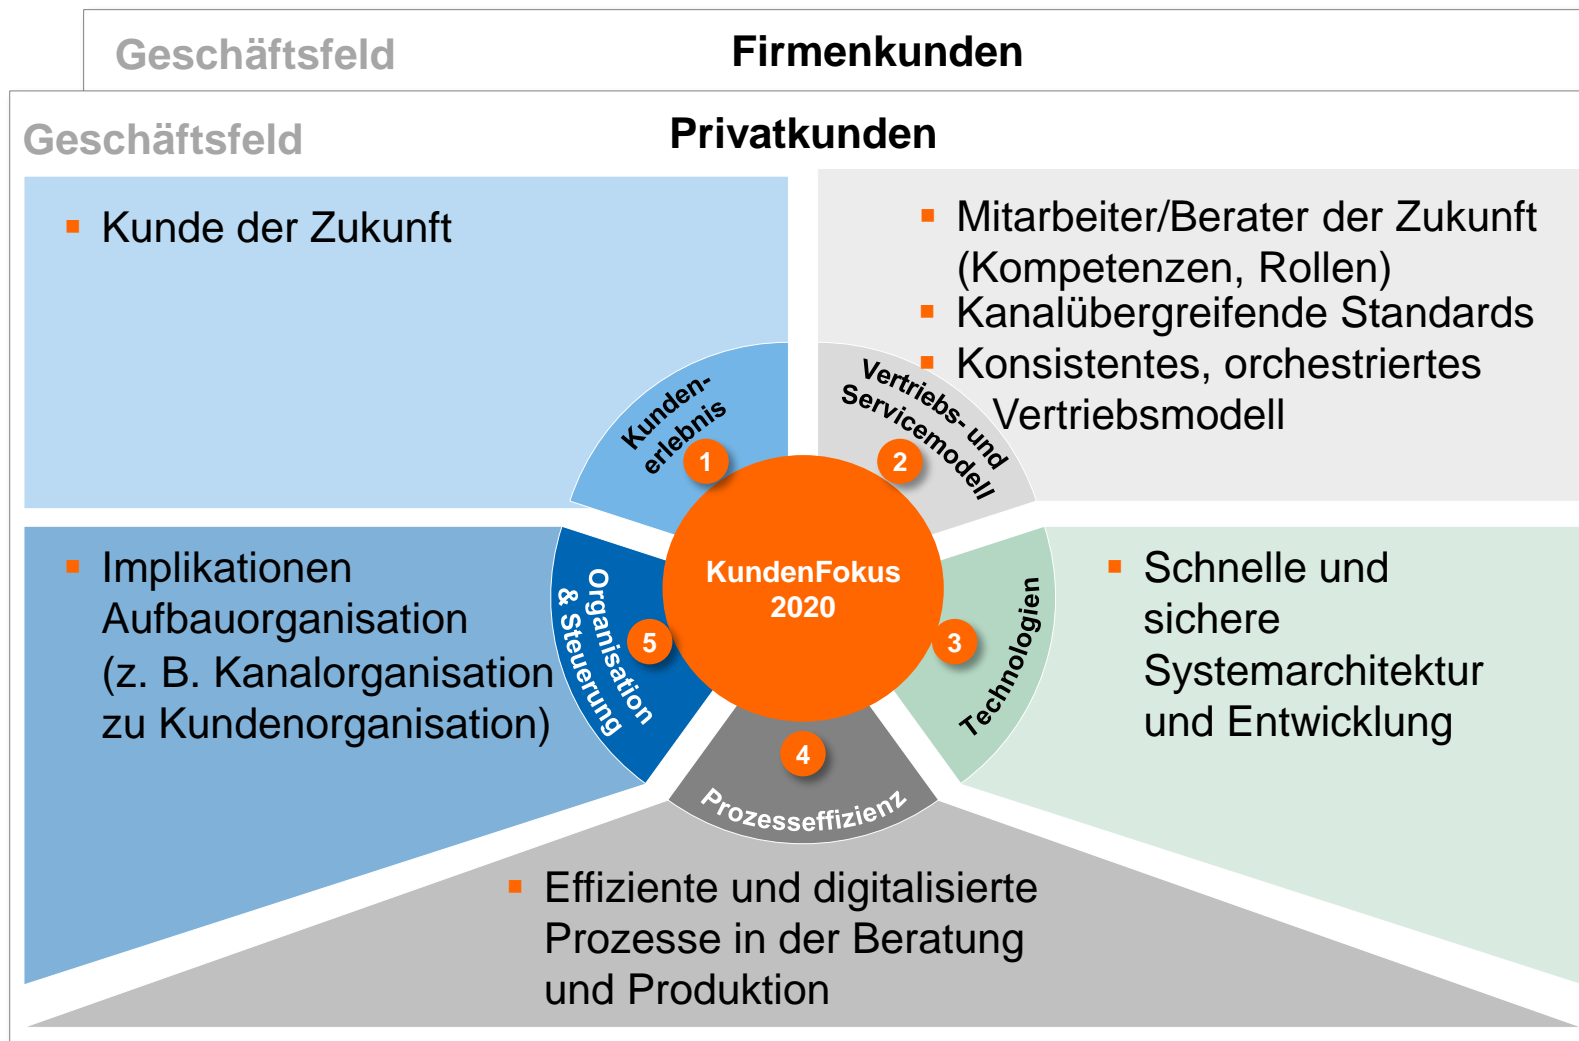 Geschäftsfeld
Firmenkunden
Geschäftsfeld
Privatkunden
▪ Kunde der Zukunft
▪ Mitarbeiter/Berater der Zukunft
(Kompetenzen, Rollen)
▪ Kanalübergreifende Standards
▪ Konsistentes, orchestriertes
Vertriebsmodell
Kunden-
erlebnis
1
Vertriebs- und
Servicemodell
2
KundenFokus
2020
▪ Implikationen
Aufbauorganisation
(z. B. Kanalorganisation
zu Kundenorganisation)
Organisation
& Steuerung
5
Technologien
3
▪ Schnelle und
sichere
Systemarchitektur
und Entwicklung
4
Prozesseffizienz
▪ Effiziente und digitalisierte
Prozesse in der Beratung
und Produktion